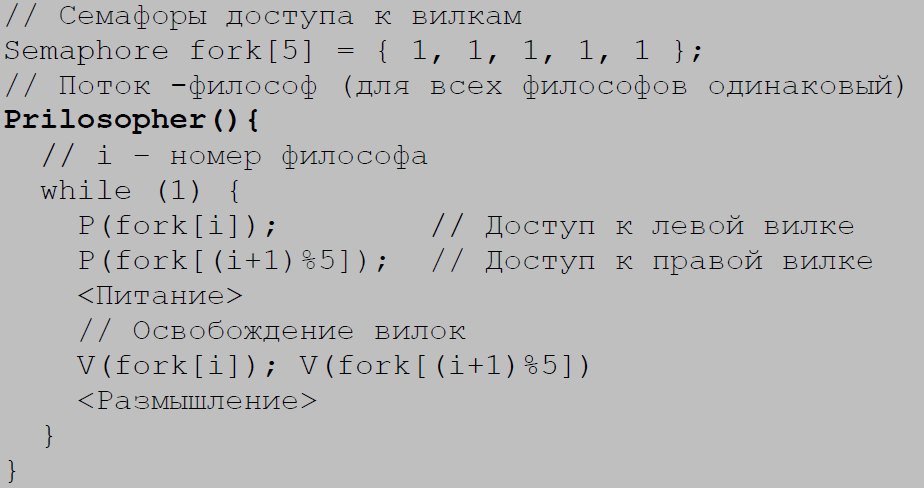 // Семафоры доступа к вилкам
Semaphore fork[5] = { 1, 1, 1, 1, 1 };
// Поток -философ (для всех философов одинаковый)
Prilosopher(){
// i – номер философа
while (1) {
P(fork[i]); // Доступ к левой вилке
P(fork[(i+1)%5]); // Доступ к правой вилке
<Питание>
// Освобождение вилок
V(fork[i]); V(fork[(i+1)%5])
<Размышление>
}
}